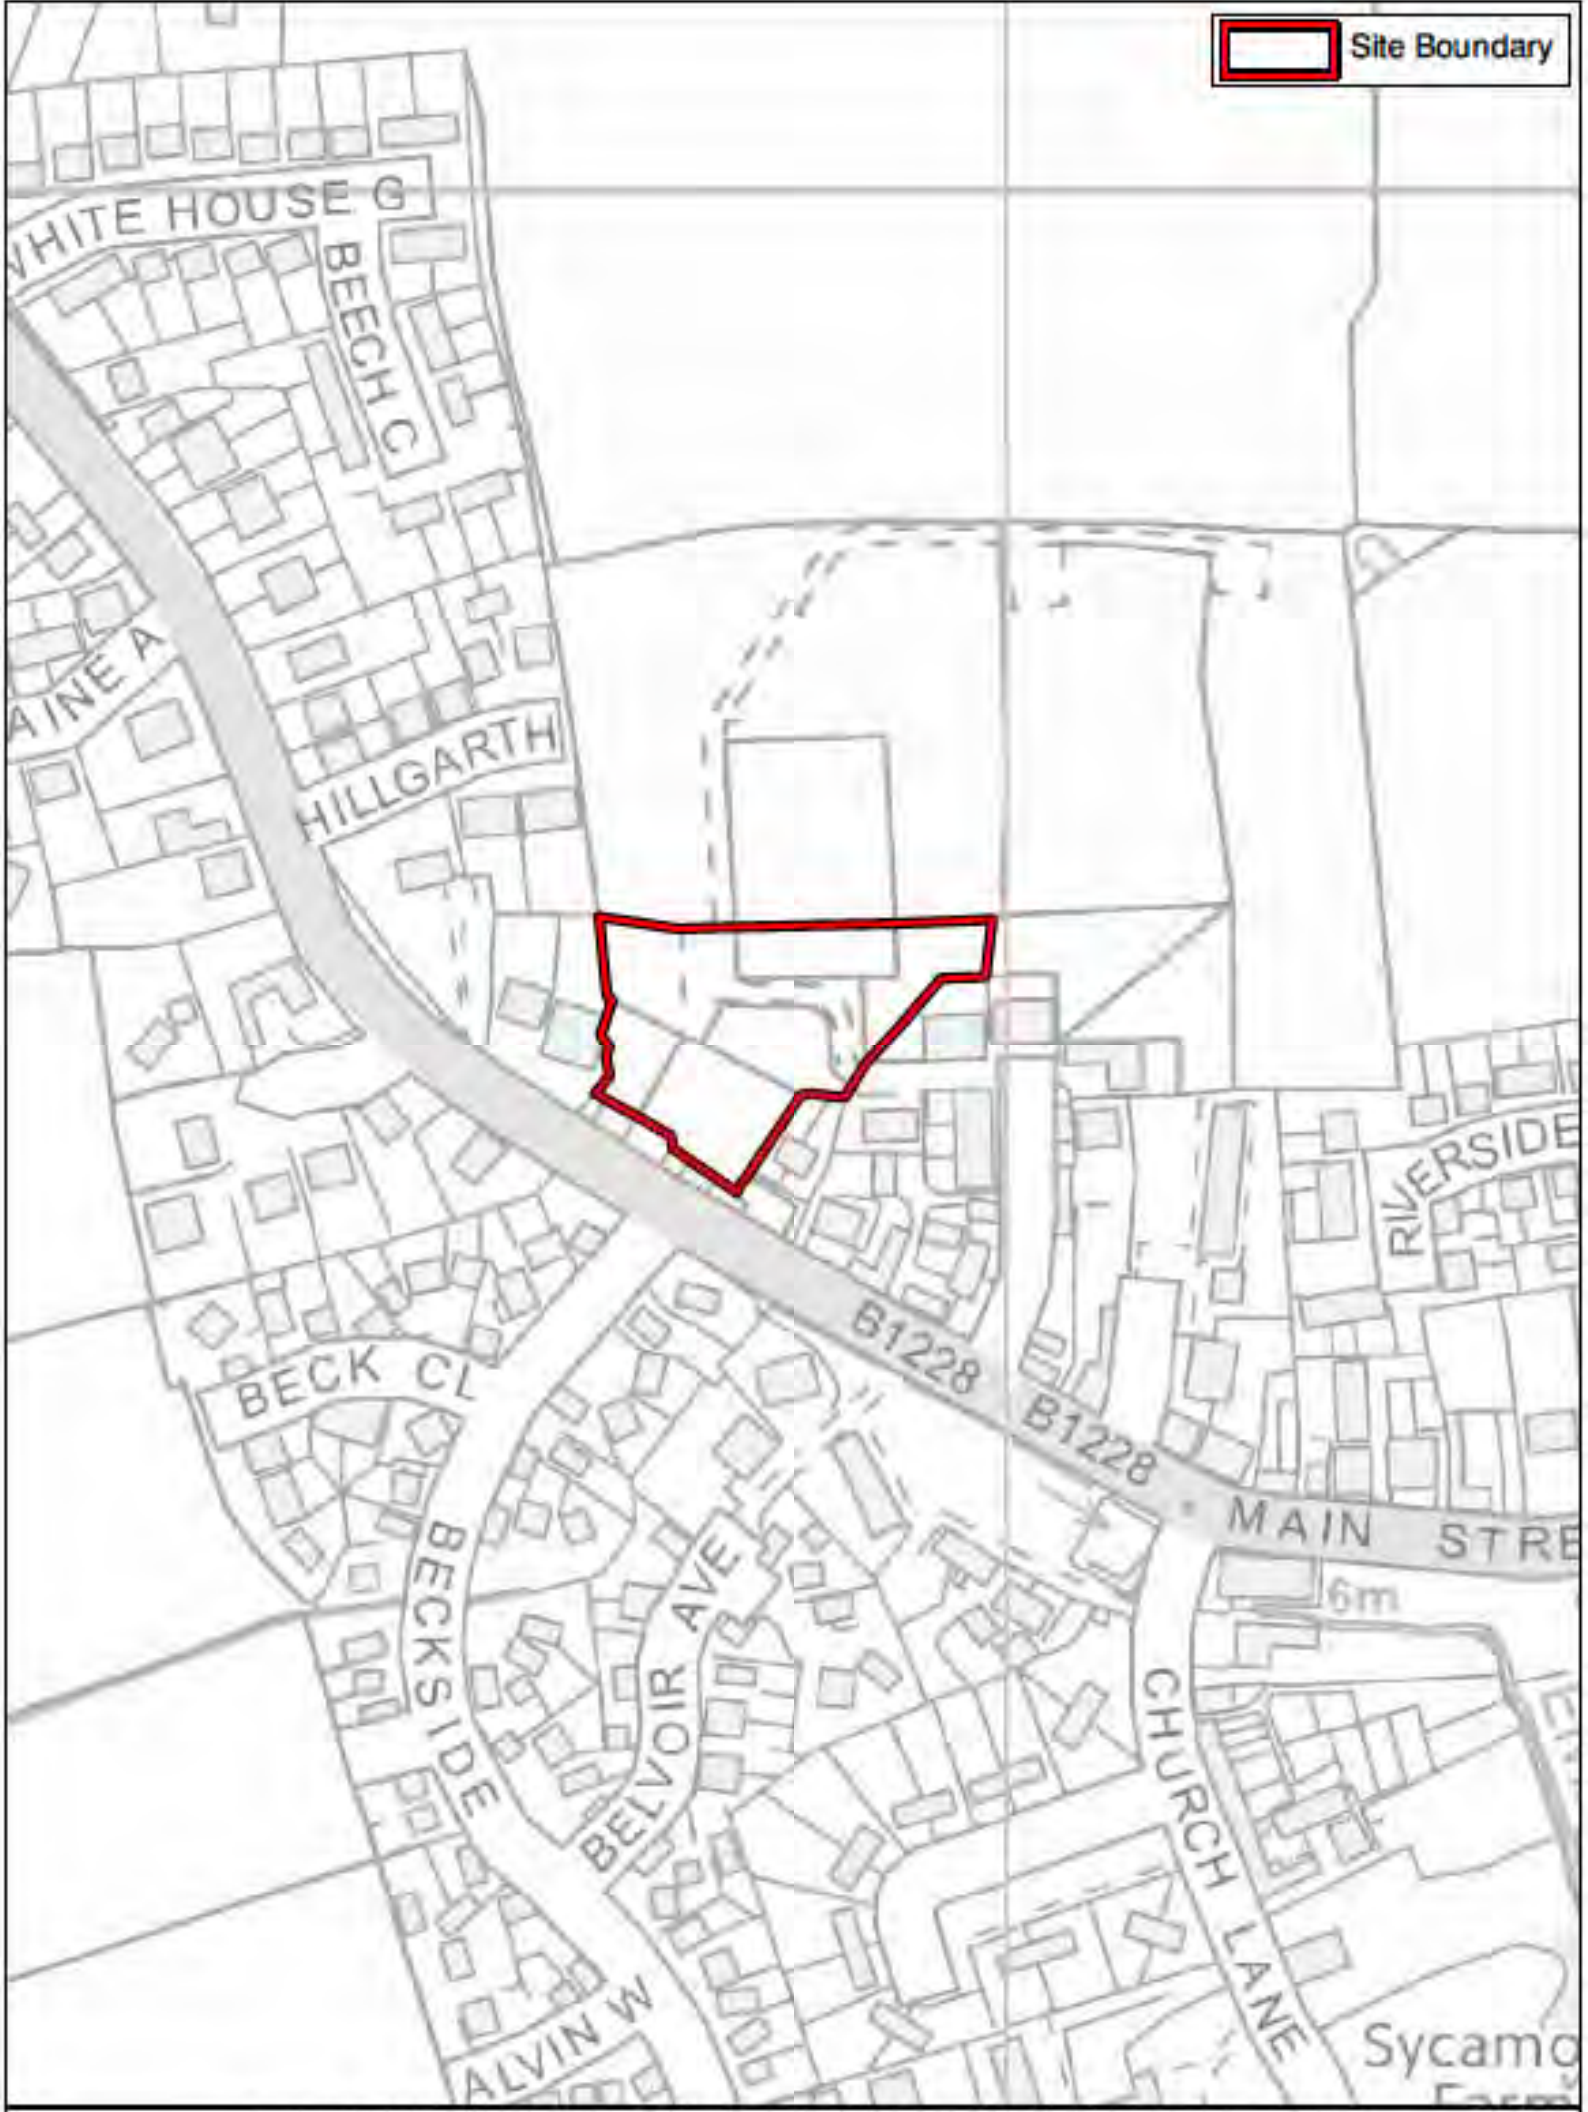 Site Boundary
WHITE HOUSE G
BEECH C
AINE A
HILLGARTH
RIVERSIDE
B1228
B1228
MAIN STRE
BECK CL
BECKSIDE
BELVOIR AVE
6m
CHURCH LANE
ALVIN W
Sycamo
Farm